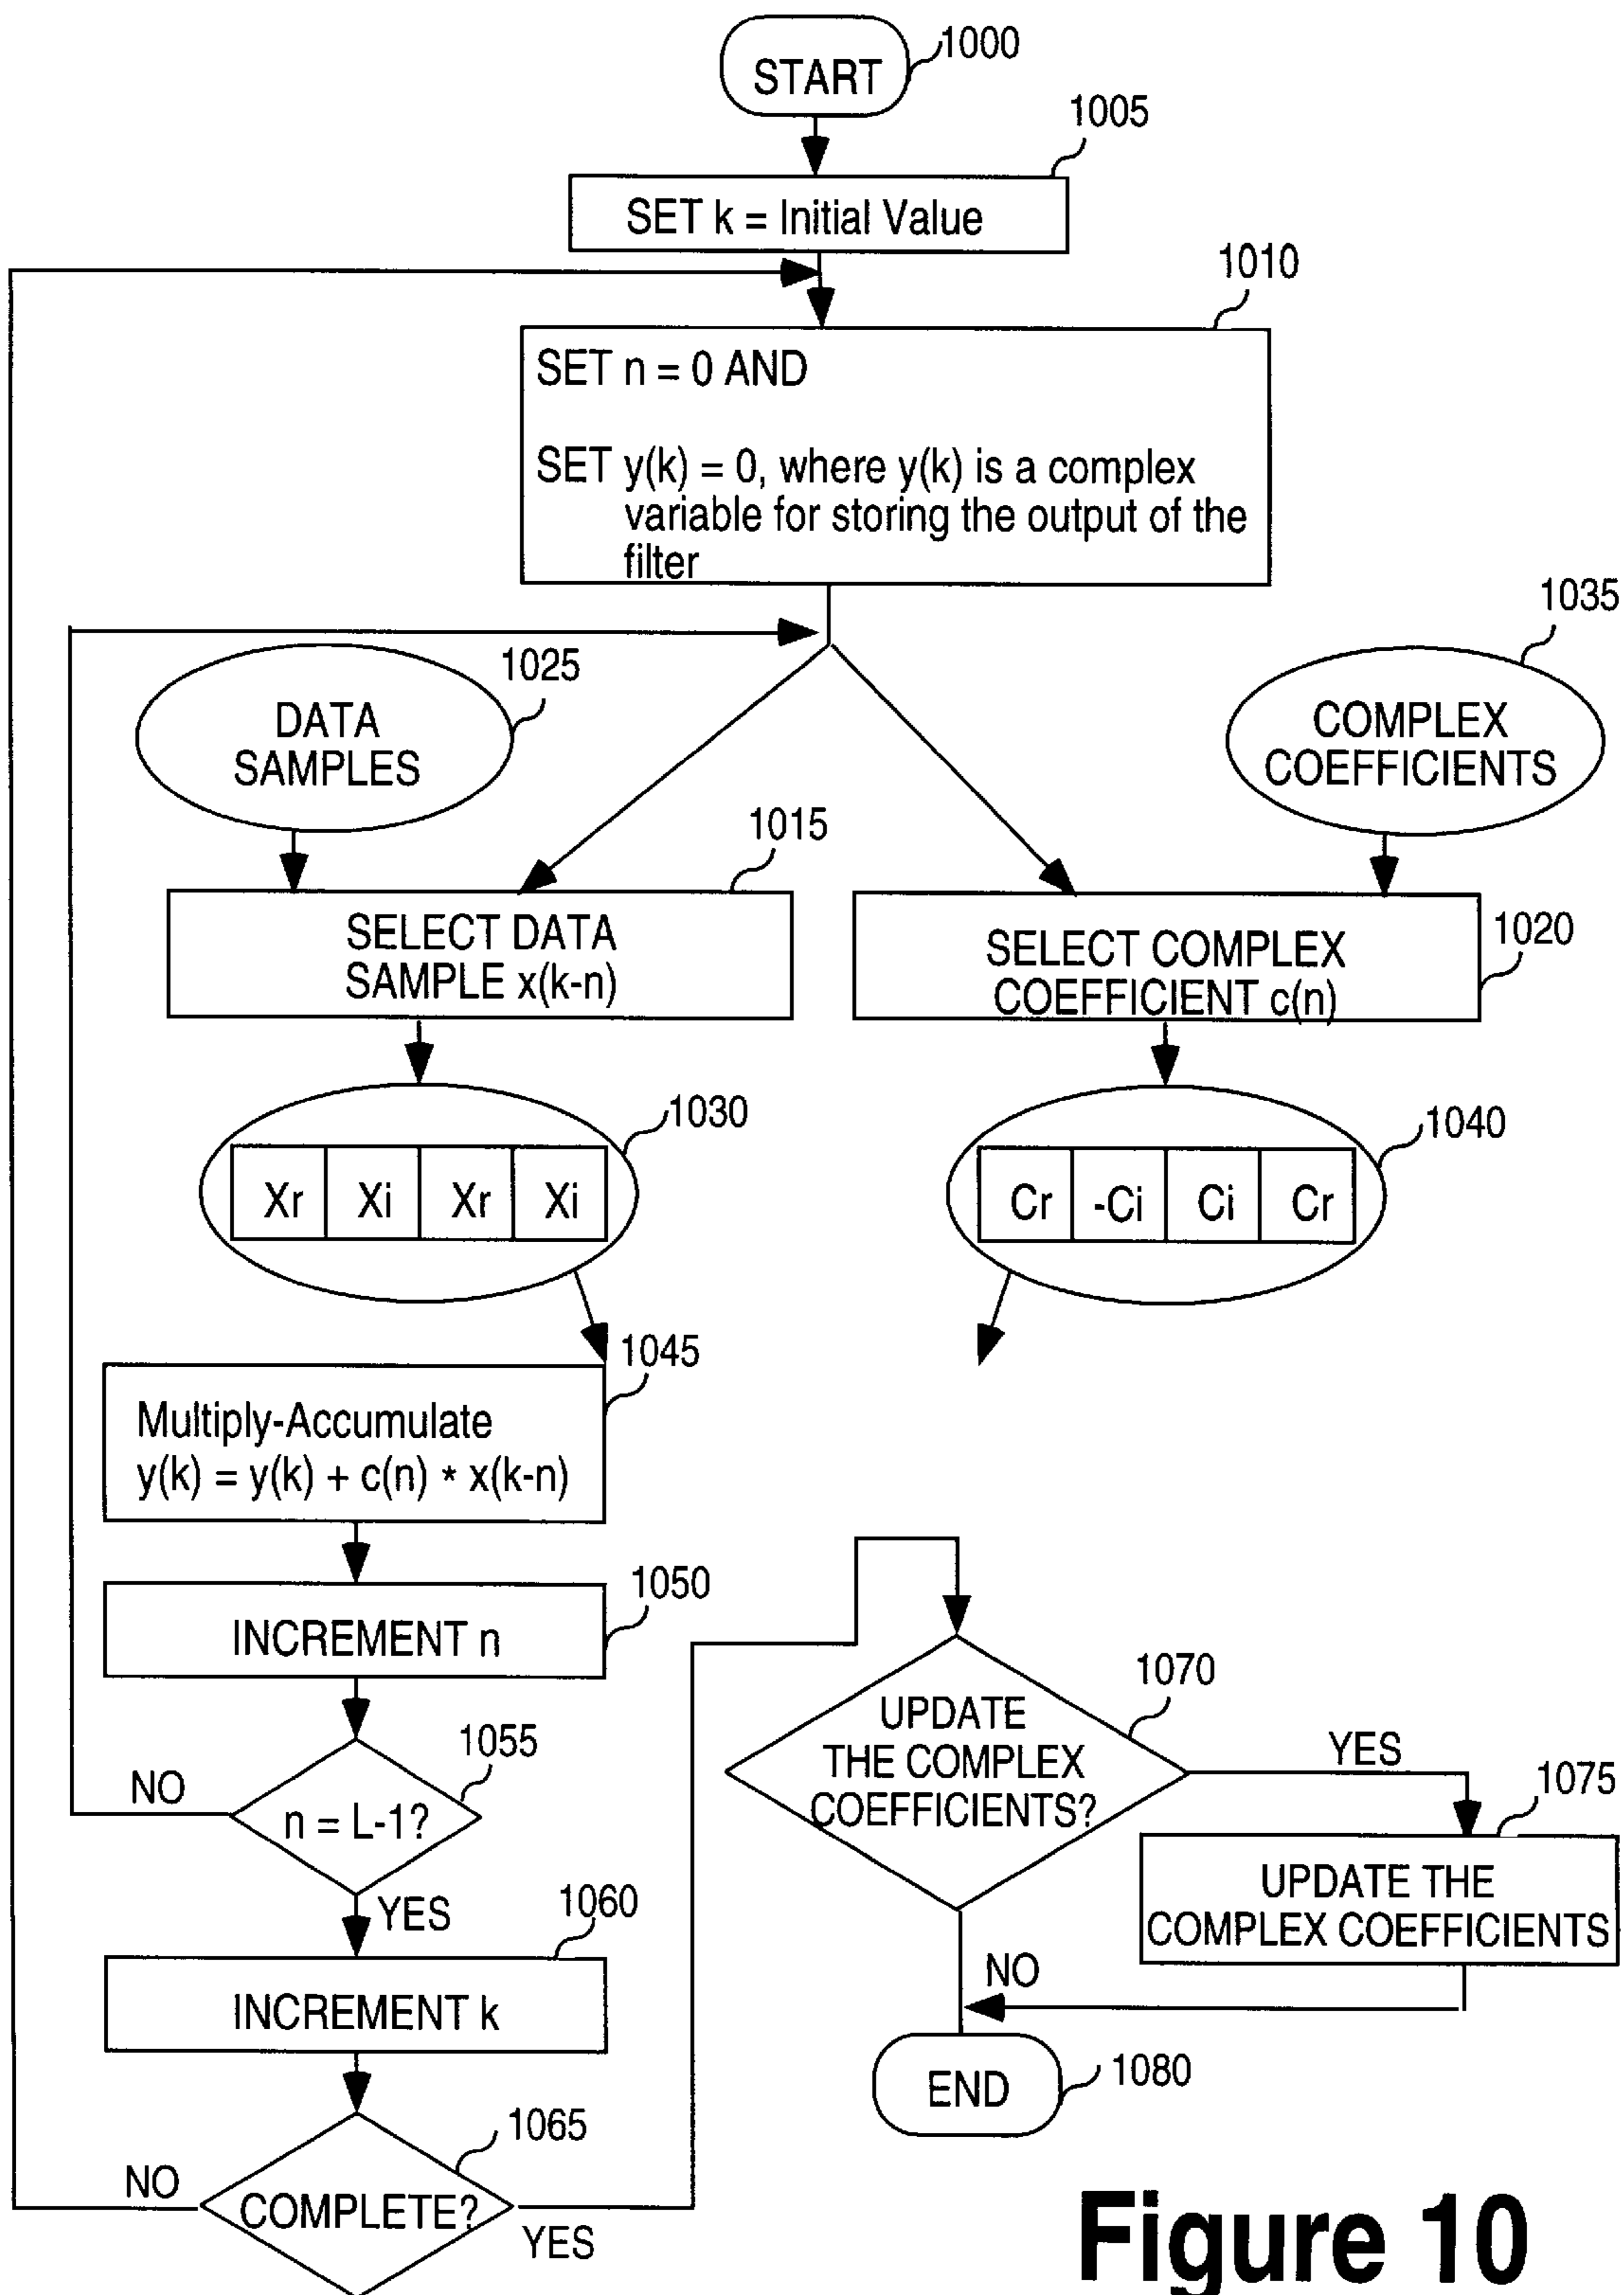 START
1000
1005
SET k = Initial Value
1010
SET n = 0 AND
SET y(k) = 0, where y(k) is a complex
variable for storing the output of the
filter
1035
1025
DATA
SAMPLES
COMPLEX
COEFFICIENTS
1015
SELECT DATA
SAMPLE x(k-n)
1020
SELECT COMPLEX
COEFFICIENT c(n)
1030
Xr Xi Xr Xi
1040
Cr -Ci Ci Cr
1045
Multiply-Accumulate
y(k) = y(k) + c(n) * x(k-n)
1050
INCREMENT n
1055
NO
n = L-1?
YES
1060
INCREMENT k
1065
NO
COMPLETE?
YES
1070
UPDATE
THE COMPLEX
COEFFICIENTS?
YES
1075
UPDATE THE
COMPLEX COEFFICIENTS
NO
END
1080
Figure 10